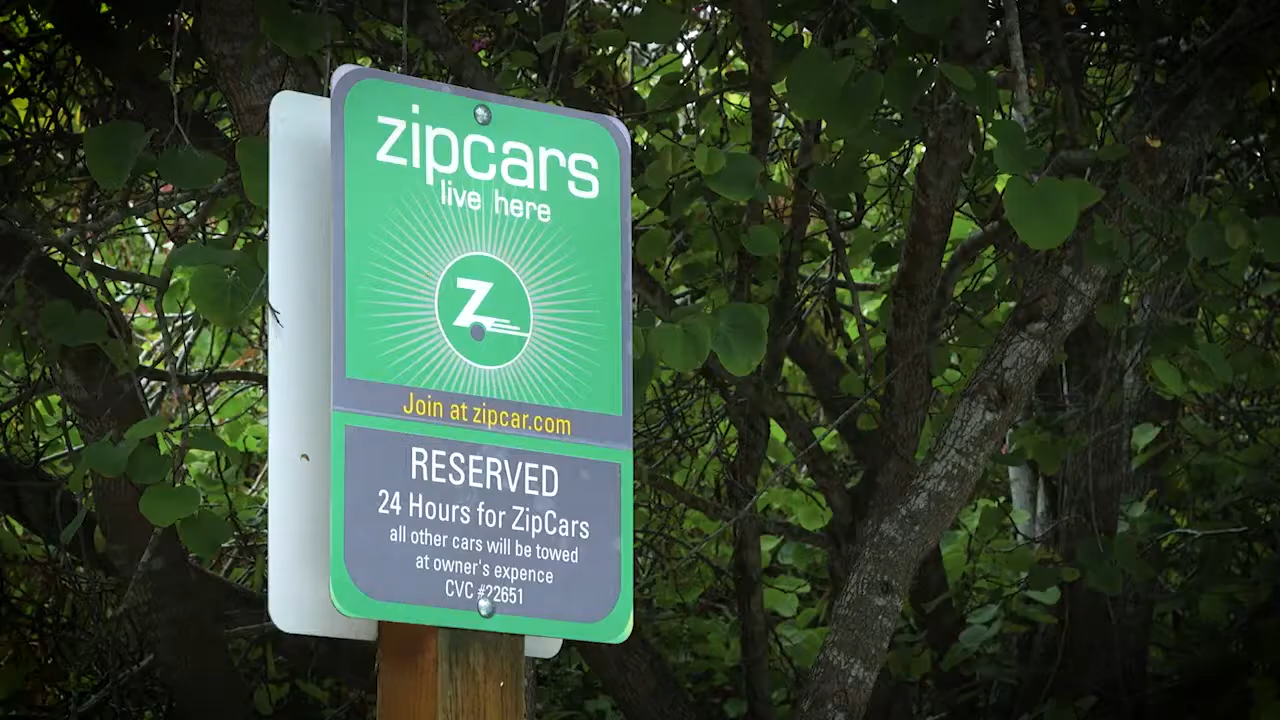 zipcars
live here
Z
Join at zipcar.com
RESERVED
24 Hours for ZipCars
all other cars will be towed
at owner's expence
CVC #22651